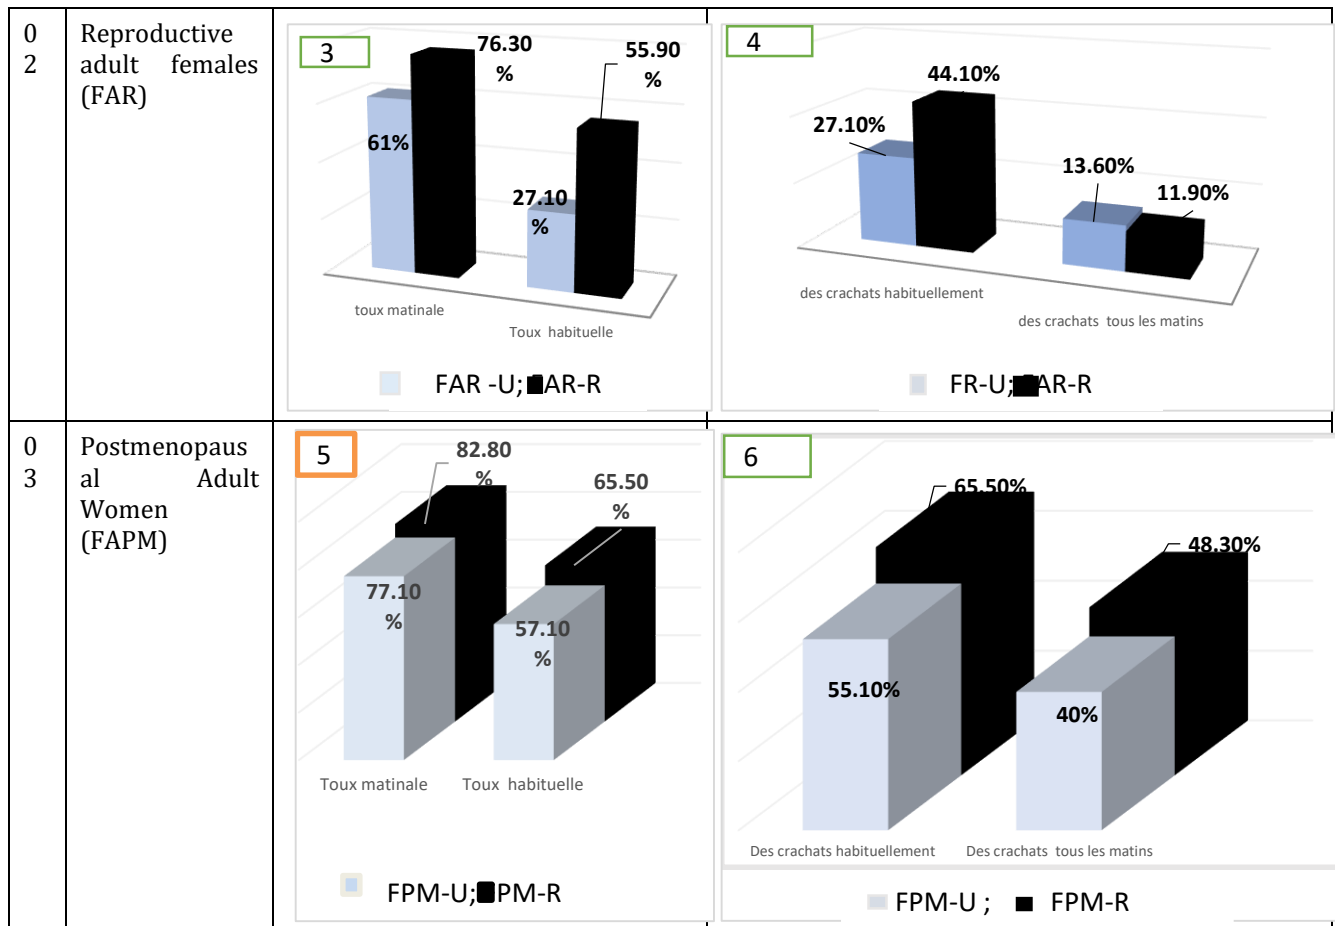 0
2
Reproductive
adult females
(FAR)
3
76.30
%
55.90
%
61%
27.10
%
toux matinale
Toux habituelle
FAR -U; AR-R
4
44.10%
27.10%
13.60%
11.90%
des crachats habituellement
des crachats tous les matins
FR-U; AR-R
0
3
Postmenopaus
al Adult
Women
(FAPM)
5
82.80
%
65.50
%
77.10
%
57.10
%
Toux matinale Toux habituelle
FPM-U; PM-R
6
65.50%
48.30%
55.10%
40%
Des crachats habituellement Des crachats tous les matins
FPM-U ; FPM-R